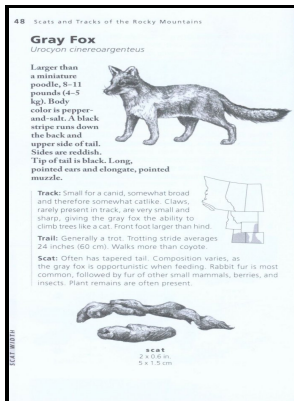 48 Scats and Tracks of the Rocky Mountains
Gray Fox
Urocyon cinereoargenteus
Larger than
a miniature
poodle, 8–11
pounds (4–5
kg). Body
color is pepper-
and-salt. A black
stripe runs down
the back and
upper side of tail.
Sides are reddish.
Tip of tail is black. Long,
pointed ears and elongate, pointed
muzzle.
Track: Small for a canid, somewhat broad
and therefore somewhat catlike. Claws,
rarely present in track, are very small and
sharp, giving the gray fox the ability to
climb trees like a cat. Front foot larger than hind.
Trail: Generally a trot. Trotting stride averages
24 inches (60 cm). Walks more than coyote.
Scat: Often has tapered tail. Composition varies, as
the gray fox is opportunistic when feeding. Rabbit fur is most
common, followed by fur of other small mammals, berries, and
insects. Plant remains are often present.
scat
2 x 0.6 in.
5 x 1.5 cm
SCAT WIDTH